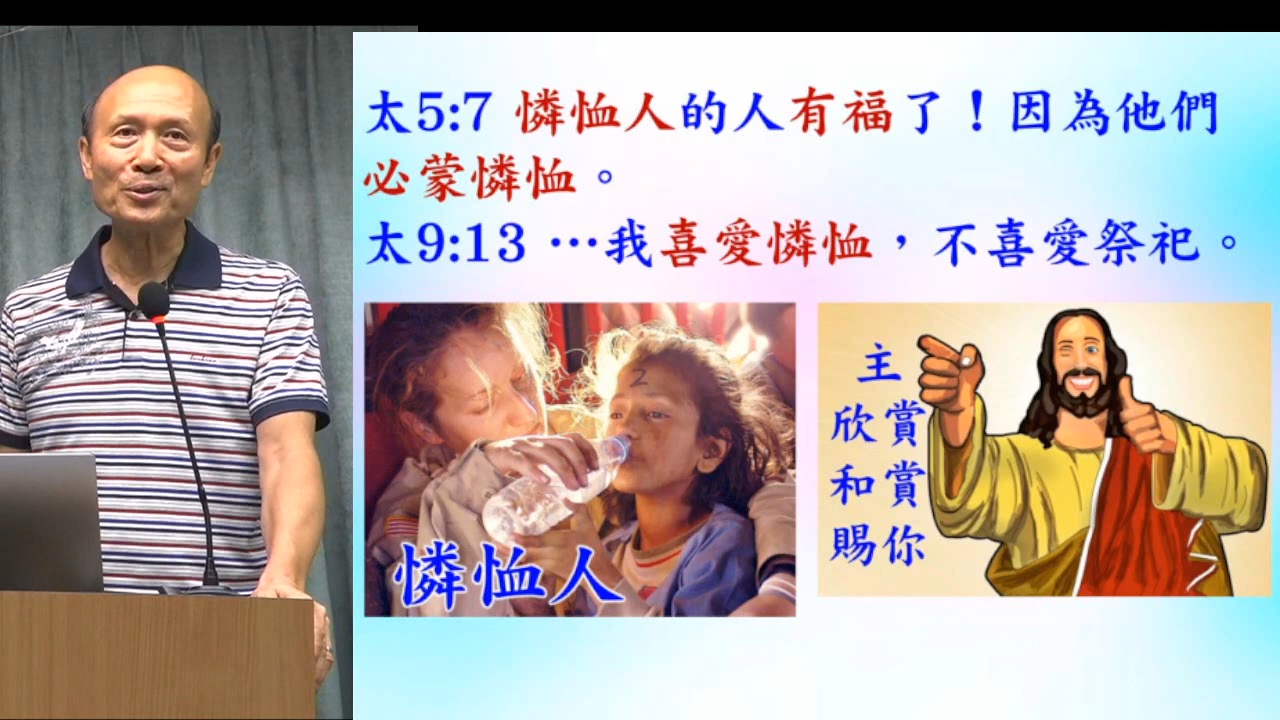 太5:7 憐恤人的人有福了！因為他們
必蒙憐恤。
太9:13 …我喜愛憐恤，不喜愛祭祀。
憐恤人
主
欣賞
和賞
賜你